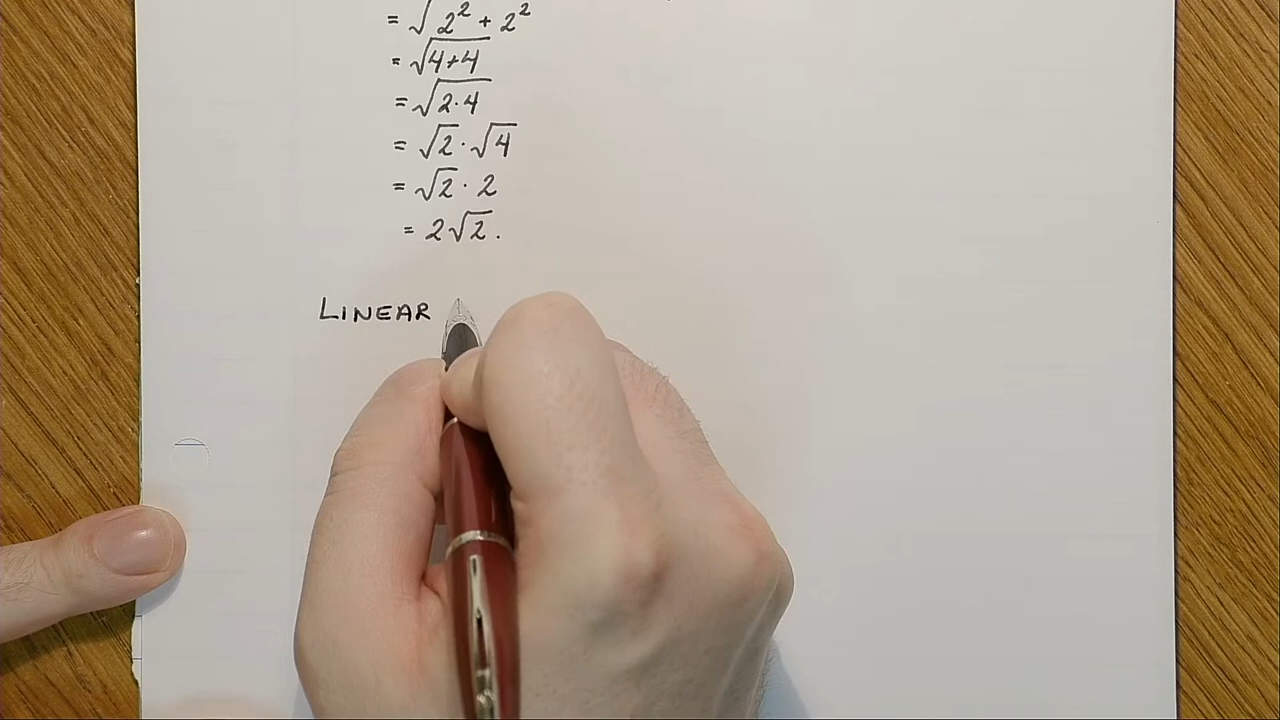 = √2² + 2²
= √4+4
= √2·4
= √2 · √4
= √2 · 2
= 2√2.
LINEAR